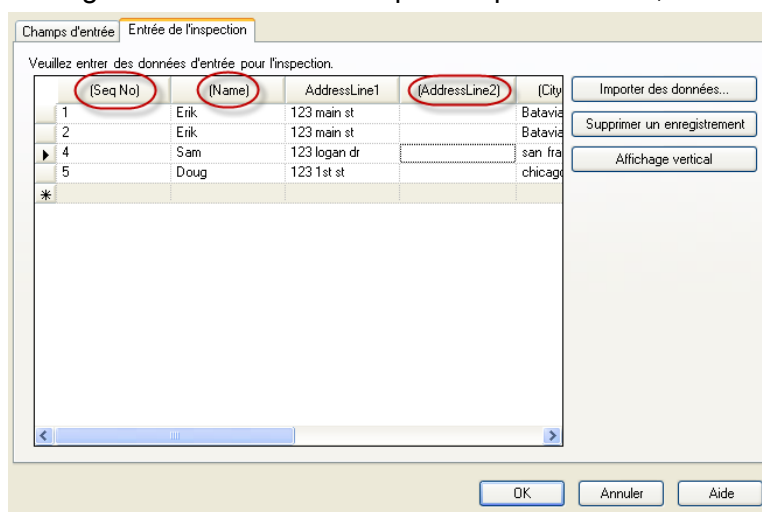 Champs d'entrée Entrée de l'inspection
Veuillez entrer des données d'entrée pour l'inspection.
(Seq No) (Name) AddressLine1 (AddressLine2) (City
1 Erik 123 main st Batavia
2 Erik 123 main st Batavia
4 Sam 123 logan dr san fra
5 Doug 123 1st st chicago
Importer des données...
Supprimer un enregistrement
Affichage vertical
OK Annuler Aide